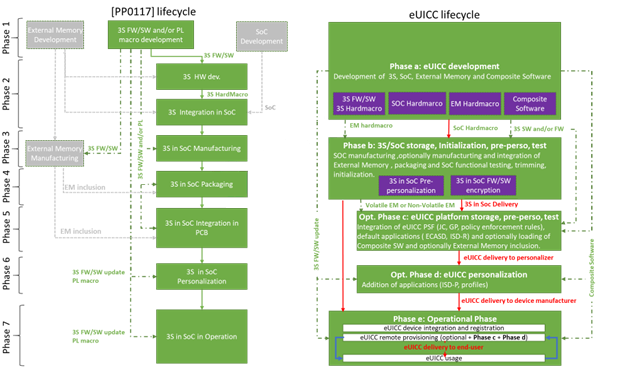 [PP0117] lifecycle
Phase 1
External Memory
Development
3S FW/SW and/or PL
macro development
SoC
Development
3S FW/SW
Phase 2
3S HW dev.
3S HardMacro
3S Integration in SoC
SoC
Phase 3
3S FW/SW
3S FW/SW and/or PL
External Memory
Manufacturing
3S in SoC Manufacturing
Phase 4
EM inclusion
3S in SoC Packaging
Phase 5
EM inclusion
3S in SoC Integration in
PCB
Phase 6
3S FW/SW update
PL macro
3S in SoC
Personalization
Phase 7
3S FW/SW update
PL macro
3S in SoC in Operation
eUICC lifecycle
Phase a: eUICC development
Development of 3S, SoC, External Memory and Composite Software
3S FW/SW
3S Hardmacro
SOC Hardmarco
EM Hardmacro
Composite
Software
EM hardmacro
SoC Hardmacro
3S SW and/or FW
Phase b: 3S/SoC storage, Initialization, pre-perso, test
SOC manufacturing ,optionally manufacturting and integration of
External Memory , packaging and SoC functional testing, trimming,
initialization.
3S in SoC Pre-
personalization
3S in SoC FW/SW
encryption
Volatile EM or Non-Volatile EM
3S in Soc Delivery
Opt. Phase c: eUICC platform storage, pre-perso, test
Integration of eUICC PSF (JC, GP, policy enforcement rules),
default applications ( ECASD, ISD-R) and optionally loading of
Composite SW and optionally External Memory inclusion.
eUICC delivery to personalizer
3S FW/SW update
Composite Software
Opt. Phase d: eUICC personalization
Addition of applications (ISD-P, profiles)
eUICC delivery to device manufacturer
Phase e: Operational Phase
eUICC device integration and registration
eUICC remote provisioning (optional + Phase c + Phase d)
eUICC delivery to end-user
eUICC usage